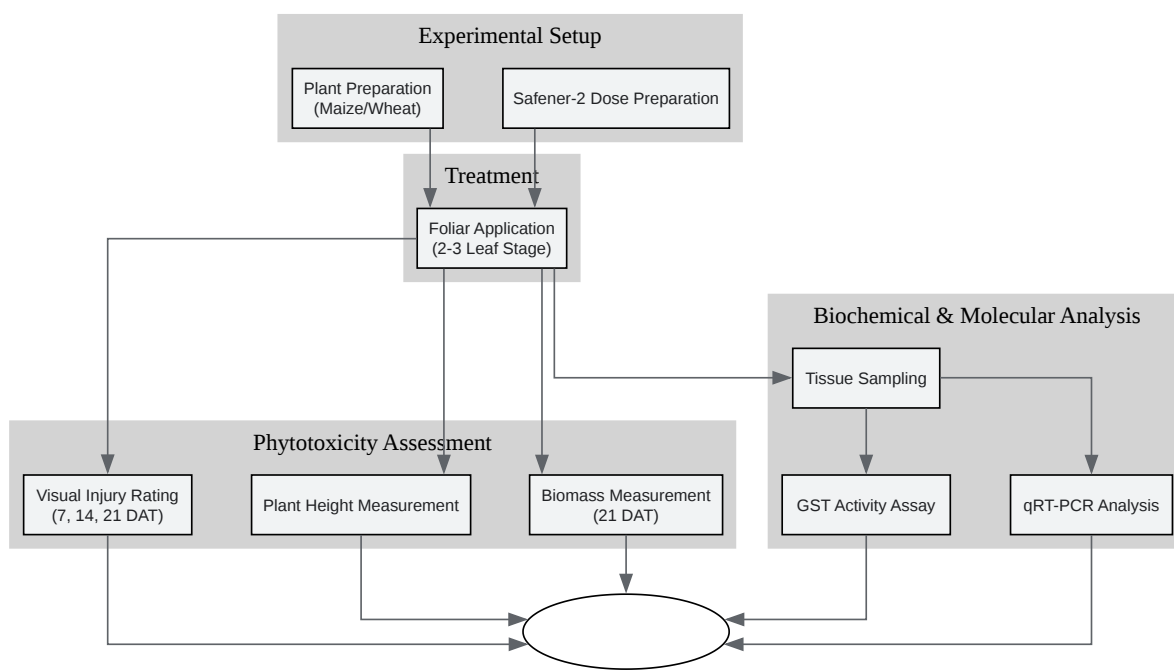 Experimental Setup
Plant Preparation
(Maize/Wheat)
Safener-2 Dose Preparation
Treatment
Foliar Application
(2-3 Leaf Stage)
Biochemical & Molecular Analysis
Tissue Sampling
Phytotoxicity Assessment
Visual Injury Rating
(7, 14, 21 DAT)
Plant Height Measurement
Biomass Measurement
(21 DAT)
GST Activity Assay
qRT-PCR Analysis